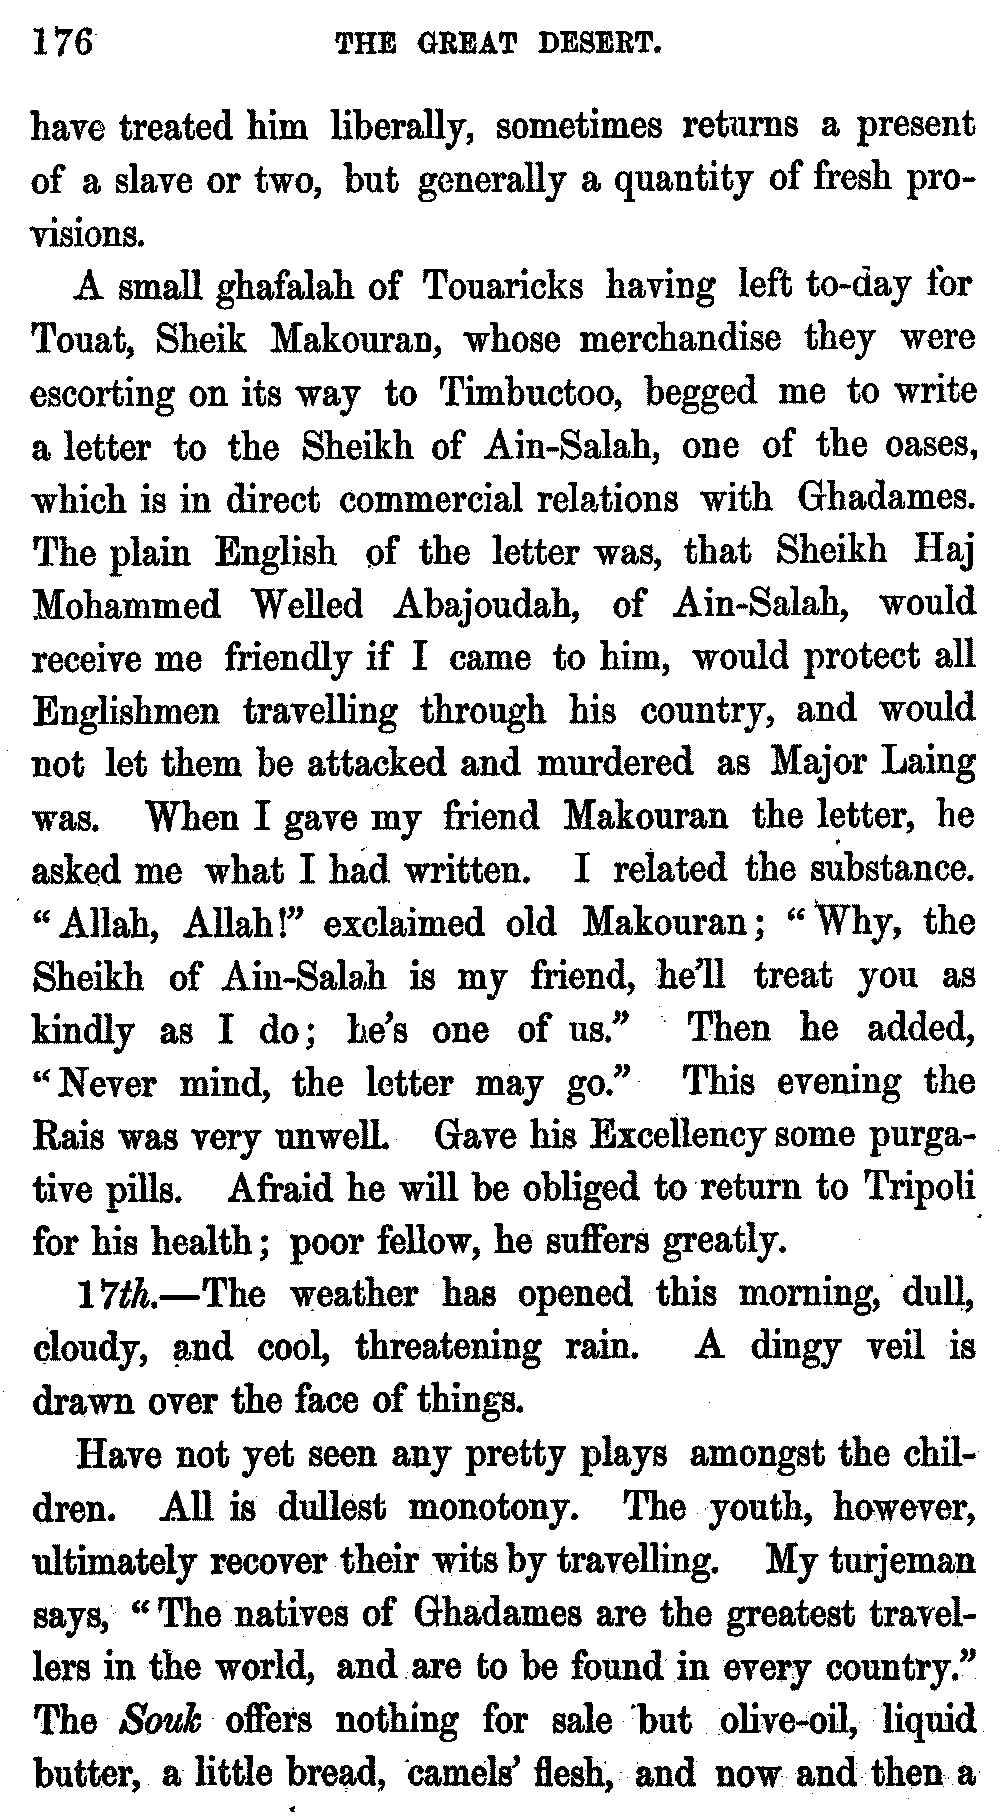 176 THE GREAT DESERT.
have treated him liberally, sometimes returns a present
of a slave or two, but generally a quantity of fresh pro-
visions.
A small ghafalah of Touaricks having left to-day for
Touat, Sheik Makouran, whose merchandise they were
escorting on its way to Timbuctoo, begged me to write
a letter to the Sheikh of Ain-Salah, one of the oases,
which is in direct commercial relations with Ghadames.
The plain English of the letter was, that Sheikh Haj
Mohammed Welled Abajoudah, of Ain-Salah, would
receive me friendly if I came to him, would protect all
Englishmen travelling through his country, and would
not let them be attacked and murdered as Major Laing
was. When I gave my friend Makouran the letter, he
asked me what I had written. I related the substance.
“Allah, Allah!” exclaimed old Makouran; “Why, the
Sheikh of Ain-Salah is my friend, he’ll treat you as
kindly as I do; he’s one of us.” Then he added,
“Never mind, the letter may go.” This evening the
Rais was very unwell. Gave his Excellency some purga-
tive pills. Afraid he will be obliged to return to Tripoli
for his health; poor fellow, he suffers greatly.
17th.—The weather has opened this morning, dull,
cloudy, and cool, threatening rain. A dingy veil is
drawn over the face of things.
Have not yet seen any pretty plays amongst the chil-
dren. All is dullest monotony. The youth, however,
ultimately recover their wits by travelling. My turjeman
says, “The natives of Ghadames are the greatest travel-
lers in the world, and are to be found in every country.”
The Souk offers nothing for sale but olive-oil, liquid
butter, a little bread, camels’ flesh, and now and then a